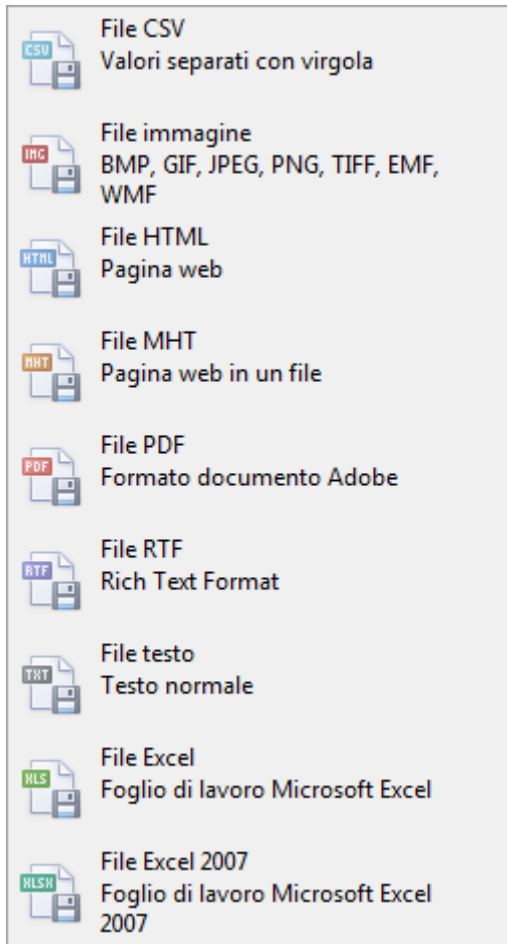 CSV
File CSV
Valori separati con virgola
IMG
File immagine
BMP, GIF, JPEG, PNG, TIFF, EMF,
WMF
HTML
File HTML
Pagina web
MHT
File MHT
Pagina web in un file
PDF
File PDF
Formato documento Adobe
RTF
File RTF
Rich Text Format
TXT
File testo
Testo normale
XLS
File Excel
Foglio di lavoro Microsoft Excel
XLSX
File Excel 2007
Foglio di lavoro Microsoft Excel
2007